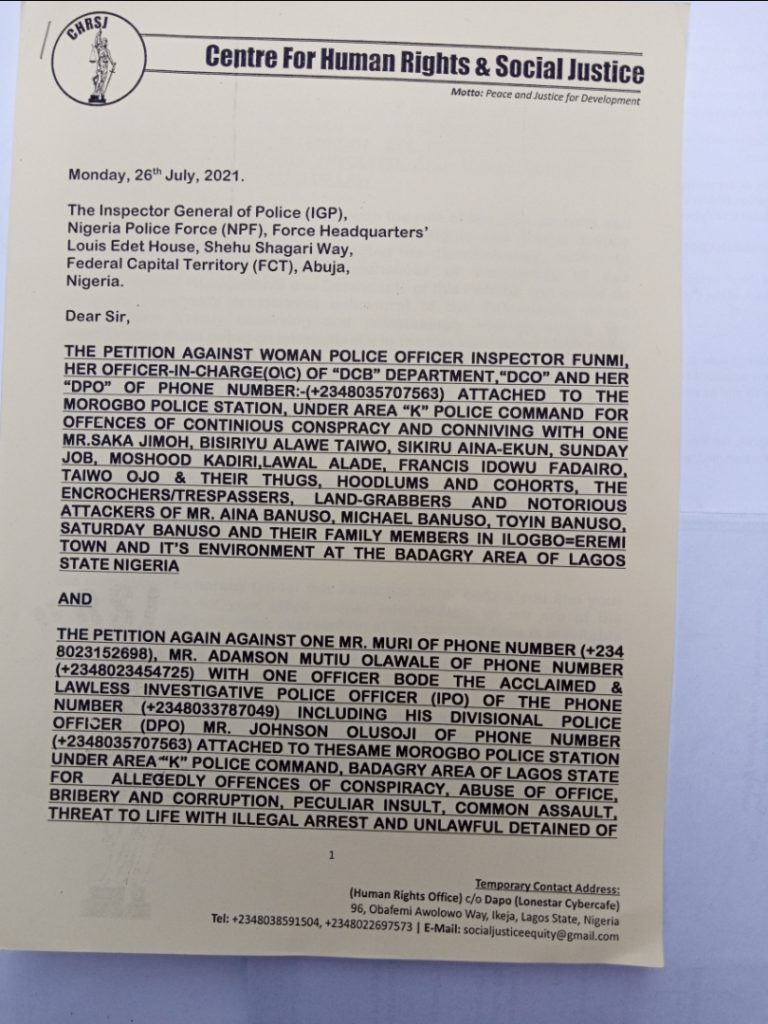 CHRSJ
Centre For Human Rights & Social Justice
Motto: Peace and Justice for Development
Monday, 26th July, 2021.
The Inspector General of Police (IGP),
Nigeria Police Force (NPF), Force Headquarters’
Louis Edet House, Shehu Shagari Way,
Federal Capital Territory (FCT), Abuja,
Nigeria.
Dear Sir,
THE PETITION AGAINST WOMAN POLICE OFFICER INSPECTOR FUNMI,
HER OFFICER-IN-CHARGE(O\C) OF “DCB” DEPARTMENT,“DCO” AND HER
“DPO” OF PHONE NUMBER:-(+2348035707563) ATTACHED TO THE
MOROGBO POLICE STATION, UNDER AREA “K” POLICE COMMAND FOR
OFFENCES OF CONTINIOUS CONSPRACY AND CONNIVING WITH ONE
MR.SAKA JIMOH, BISIRIYU ALAWE TAIWO, SIKIRU AINA-EKUN, SUNDAY
JOB, MOSHOOD KADIRI,LAWAL ALADE, FRANCIS IDOWU FADAIRO,
TAIWO OJO & THEIR THUGS, HOODLUMS AND COHORTS, THE
ENCROCHERS/TRESPASSERS, LAND-GRABBERS AND NOTORIOUS
ATTACKERS OF MR. AINA BANUSO, MICHAEL BANUSO, TOYIN BANUSO,
SATURDAY BANUSO AND THEIR FAMILY MEMBERS IN ILOGBO=EREMI
TOWN AND IT’S ENVIRONMENT AT THE BADAGRY AREA OF LAGOS
STATE NIGERIA
AND
THE PETITION AGAIN AGAINST ONE MR. MURI OF PHONE NUMBER (+234
8023152698), MR. ADAMSON MUTIU OLAWALE OF PHONE NUMBER
(+2348023454725) WITH ONE OFFICER BODE THE ACCLAIMED &
LAWLESS INVESTIGATIVE POLICE OFFICER (IPO) OF THE PHONE
NUMBER (+2348033787049) INCLUDING HIS DIVISIONAL POLICE
OFFICER (DPO) MR. JOHNSON OLUSOJI OF PHONE NUMBER
(+2348035707563) ATTACHED TO THESAME MOROGBO POLICE STATION
UNDER AREA “K” POLICE COMMAND, BADAGRY AREA OF LAGOS STATE
FOR ALLEGEDLY OFFENCES OF CONSPIRACY, ABUSE OF OFFICE,
BRIBERY AND CORRUPTION, PECULIAR INSULT, COMMON ASSAULT,
THREAT TO LIFE WITH ILLEGAL ARREST AND UNLAWFUL DETAINED OF
1
Temporary Contact Address:
(Human Rights Office) c/o Dapo (Lonestar Cybercafe)
96, Obafemi Awolowo Way, Ikeja, Lagos State, Nigeria
Tel: +2348038591504, +2348022697573 | E-Mail: socialjusticeequity@gmail.com